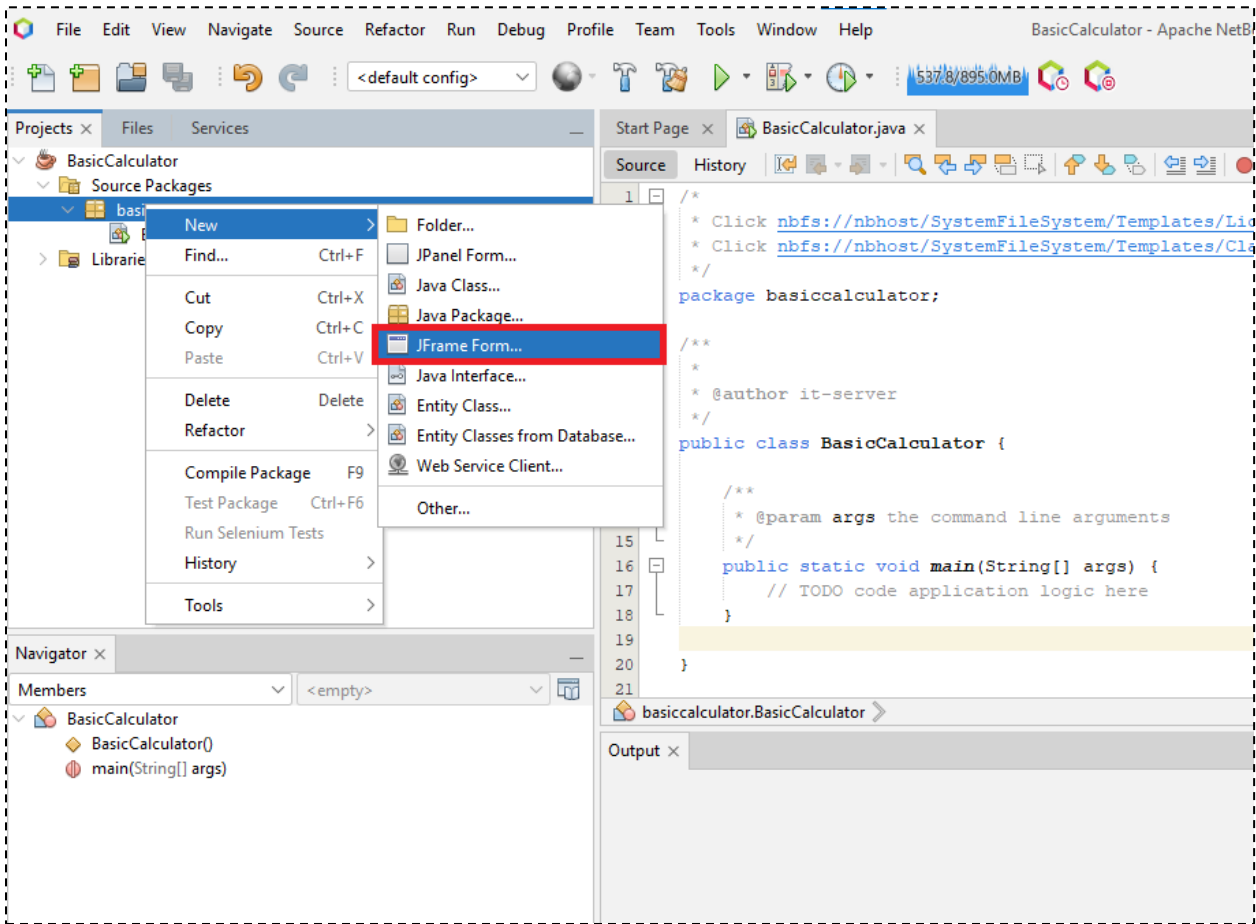 File Edit View Navigate Source Refactor Run Debug Profile Team Tools Window Help BasicCalculator - Apache NetB
<default config> 537.8/895.0MB
Projects Files Services
BasicCalculator
Source Packages
basi
Librarie
New
Find... Ctrl+F
Cut Ctrl+X
Copy Ctrl+C
Paste Ctrl+V
Delete Delete
Refactor
Compile Package F9
Test Package Ctrl+F6
Run Selenium Tests
History
Tools
Folder...
JPanel Form...
Java Class...
Java Package...
JFrame Form...
Java Interface...
Entity Class...
Entity Classes from Database...
Web Service Client...
Other...
Start Page BasicCalculator.java
Source History
1 /*
* Click nbfs://nbhost/SystemFileSystem/Templates/Lic
* Click nbfs://nbhost/SystemFileSystem/Templates/Cla
*/
package basiccalculator;
/**
*
* @author it-server
*/
public class BasicCalculator {
/**
* @param args the command line arguments
15 */
16 public static void main(String[] args) {
17 // TODO code application logic here
18 }
19
20 }
21
basiccalculator.BasicCalculator
Navigator
Members <empty>
BasicCalculator
BasicCalculator()
main(String[] args)
Output